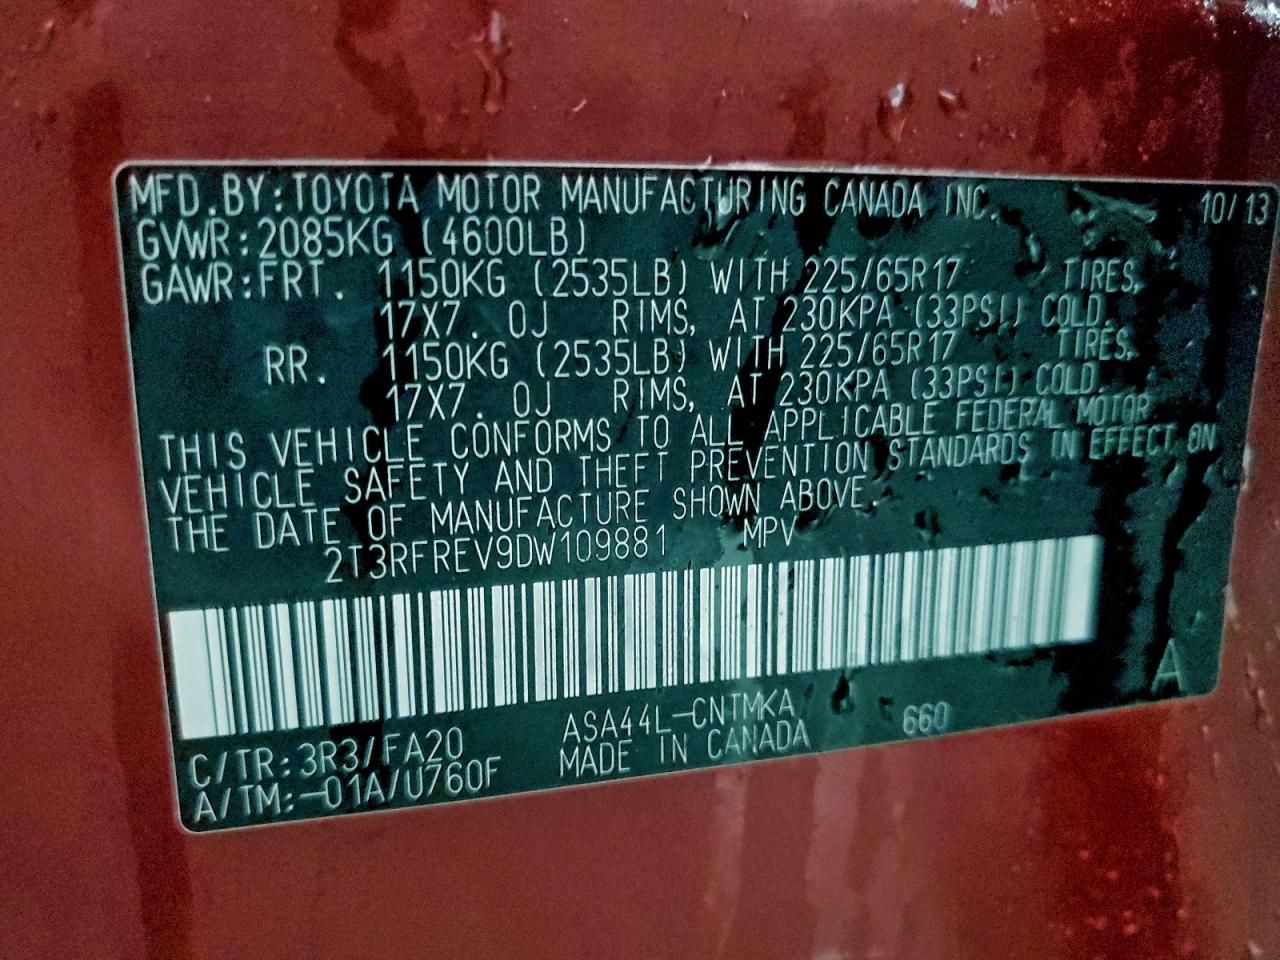 MFD.BY:TOYOTA MOTOR MANUFACTURING CANADA INC. 10/13
GVWR:2085KG (4600LB)
GAWR:FRT. 1150KG (2535LB) WITH 225/65R17 TIRES,
17X7.0J RIMS, AT 230KPA (33PSI) COLD.
RR. 1150KG (2535LB) WITH 225/65R17 TIRES,
17X7.0J RIMS, AT 230KPA (33PSI) COLD.
THIS VEHICLE CONFORMS TO ALL APPLICABLE FEDERAL MOTOR
VEHICLE SAFETY AND THEFT PREVENTION STANDARDS IN EFFECT ON
THE DATE OF MANUFACTURE SHOWN ABOVE.
2T3RFREV9DW109881 MPV
A
C/TR:3R3/FA20 ASA44L-CNTMKA 660
A/TM:-01A/U760F MADE IN CANADA